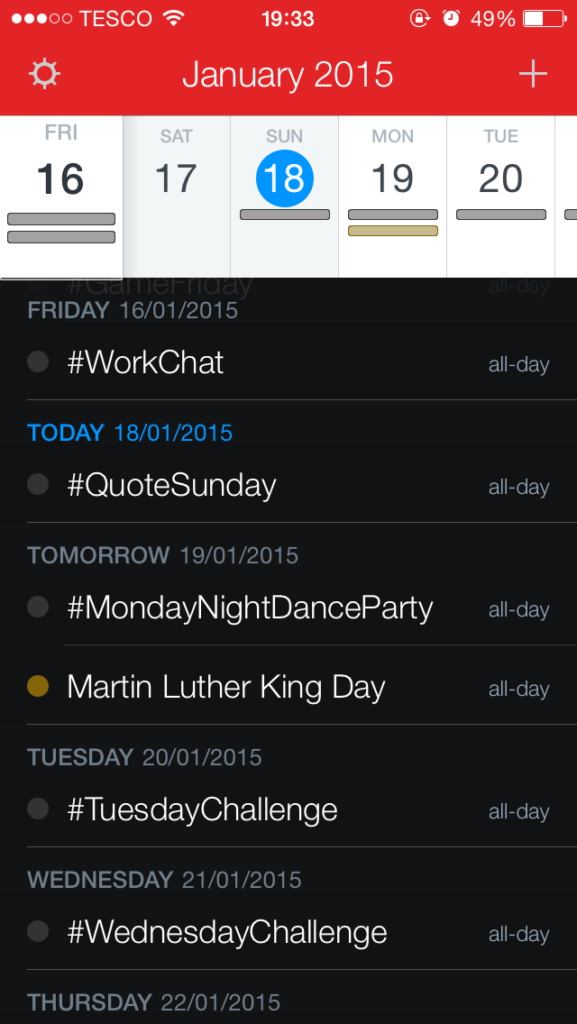 TESCO 19:33 49%
January 2015 +
FRI SAT SUN MON TUE
16 17 18 19 20
#GameFriday all-day
FRIDAY 16/01/2015
#WorkChat all-day
TODAY 18/01/2015
#QuoteSunday all-day
TOMORROW 19/01/2015
#MondayNightDanceParty all-day
Martin Luther King Day all-day
TUESDAY 20/01/2015
#TuesdayChallenge all-day
WEDNESDAY 21/01/2015
#WednesdayChallenge all-day
THURSDAY 22/01/2015